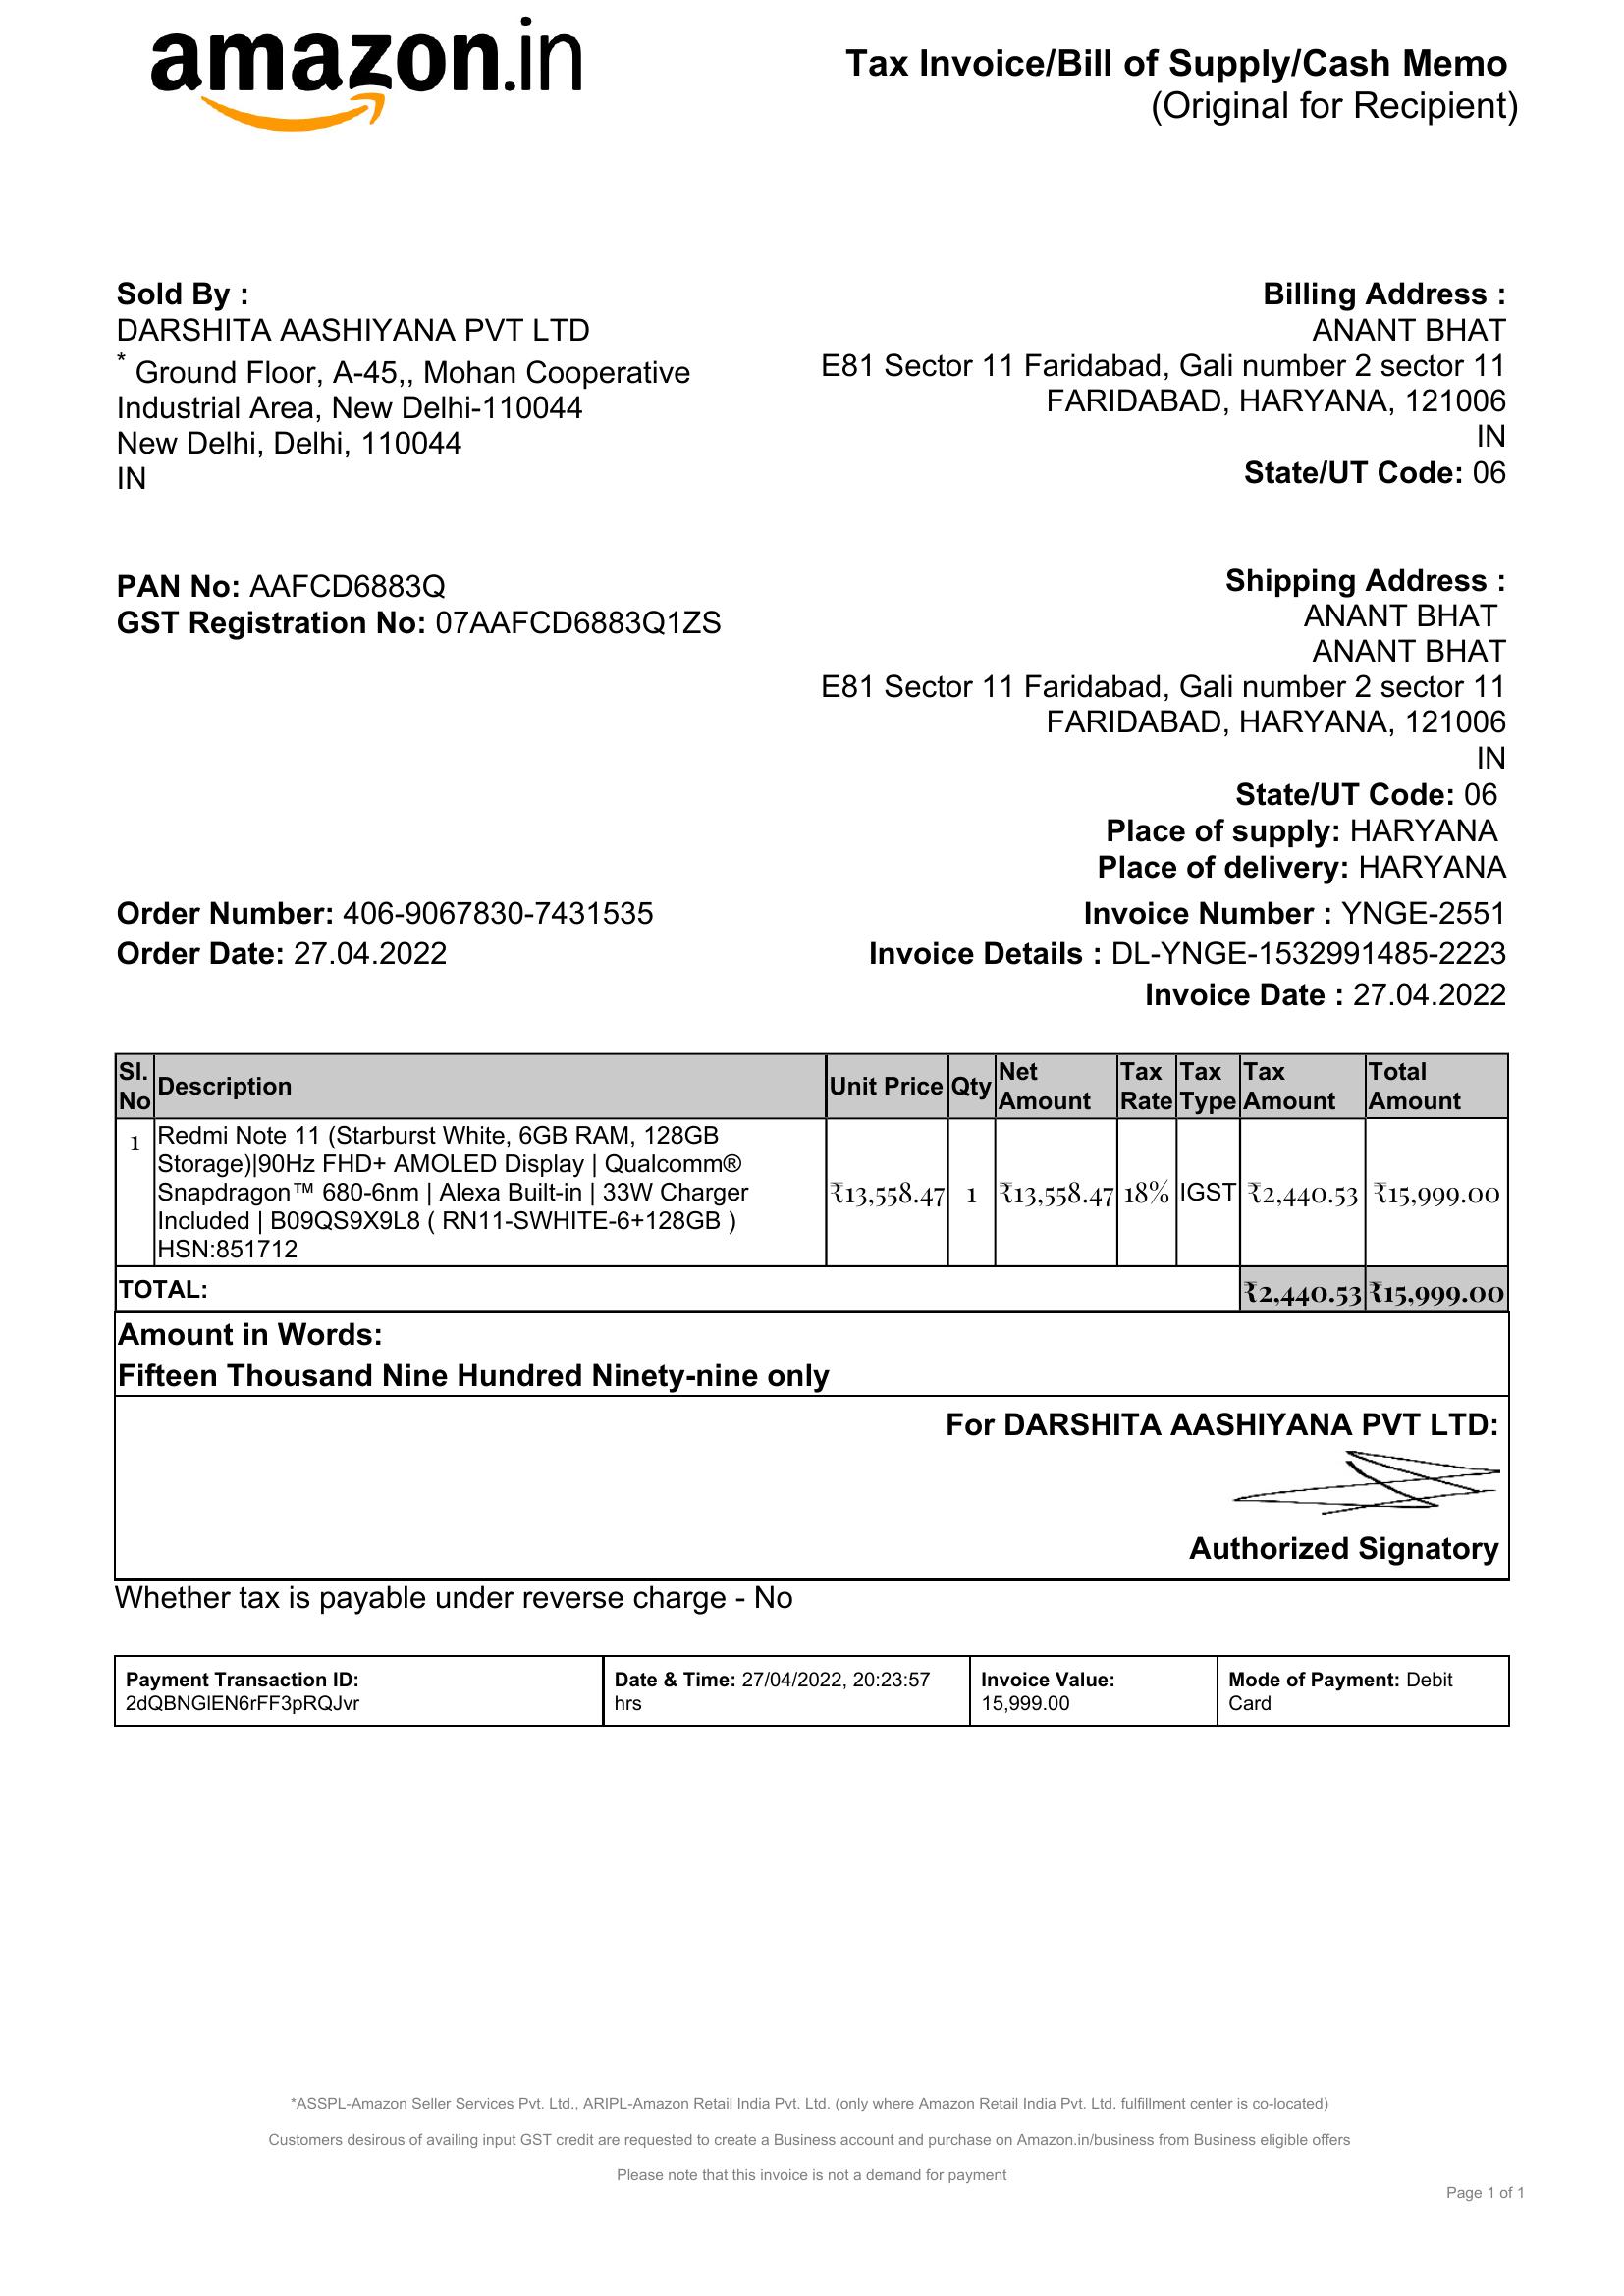 amazon.in
Tax Invoice/Bill of Supply/Cash Memo
(Original for Recipient)
Sold By :
DARSHITA AASHIYANA PVT LTD
* Ground Floor, A-45,, Mohan Cooperative
Industrial Area, New Delhi-110044
New Delhi, Delhi, 110044
IN
Billing Address :
ANANT BHAT
E81 Sector 11 Faridabad, Gali number 2 sector 11
FARIDABAD, HARYANA, 121006
IN
State/UT Code: 06
PAN No: AAFCD6883Q
GST Registration No: 07AAFCD6883Q1ZS
Shipping Address :
ANANT BHAT
ANANT BHAT
E81 Sector 11 Faridabad, Gali number 2 sector 11
FARIDABAD, HARYANA, 121006
IN
State/UT Code: 06
Place of supply: HARYANA
Place of delivery: HARYANA
Order Number: 406-9067830-7431535
Order Date: 27.04.2022
Invoice Number : YNGE-2551
Invoice Details : DL-YNGE-1532991485-2223
Invoice Date : 27.04.2022
Sl. No Description Unit Price Qty Net Amount Tax Rate Tax Type Tax Amount Total Amount
1 Redmi Note 11 (Starburst White, 6GB RAM, 128GB
Storage)|90Hz FHD+ AMOLED Display | Qualcomm®
Snapdragon™ 680-6nm | Alexa Built-in | 33W Charger
Included | B09QS9X9L8 ( RN11-SWHITE-6+128GB )
HSN:851712
₹13,558.47 1 ₹13,558.47 18% IGST ₹2,440.53 ₹15,999.00
TOTAL: ₹2,440.53 ₹15,999.00
Amount in Words:
Fifteen Thousand Nine Hundred Ninety-nine only
For DARSHITA AASHIYANA PVT LTD:
Authorized Signatory
Whether tax is payable under reverse charge - No
Payment Transaction ID:
2dQBNGlEN6rFF3pRQJvr
Date & Time: 27/04/2022, 20:23:57
hrs
Invoice Value:
15,999.00
Mode of Payment: Debit
Card
*ASSPL-Amazon Seller Services Pvt. Ltd., ARIPL-Amazon Retail India Pvt. Ltd. (only where Amazon Retail India Pvt. Ltd. fulfillment center is co-located)
Customers desirous of availing input GST credit are requested to create a Business account and purchase on Amazon.in/business from Business eligible offers
Please note that this invoice is not a demand for payment
Page 1 of 1